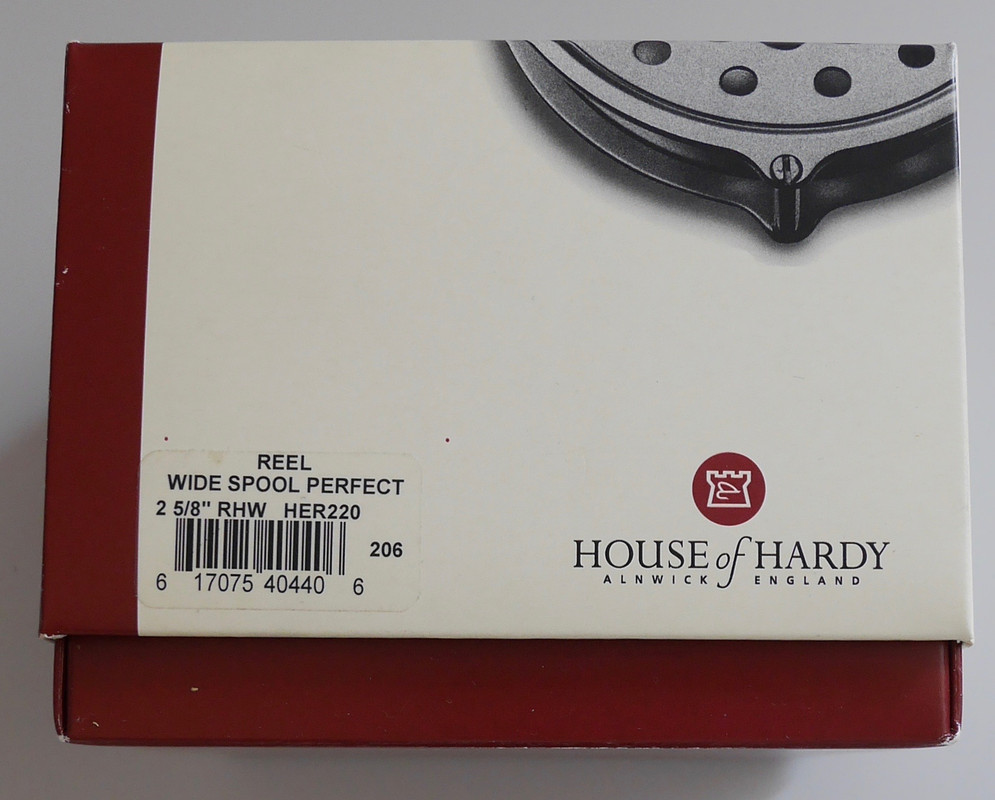 REEL
WIDE SPOOL PERFECT
2 5/8" RHW HER220
206
6 17075 40440 6
HOUSE of HARDY
ALNWICK ENGLAND